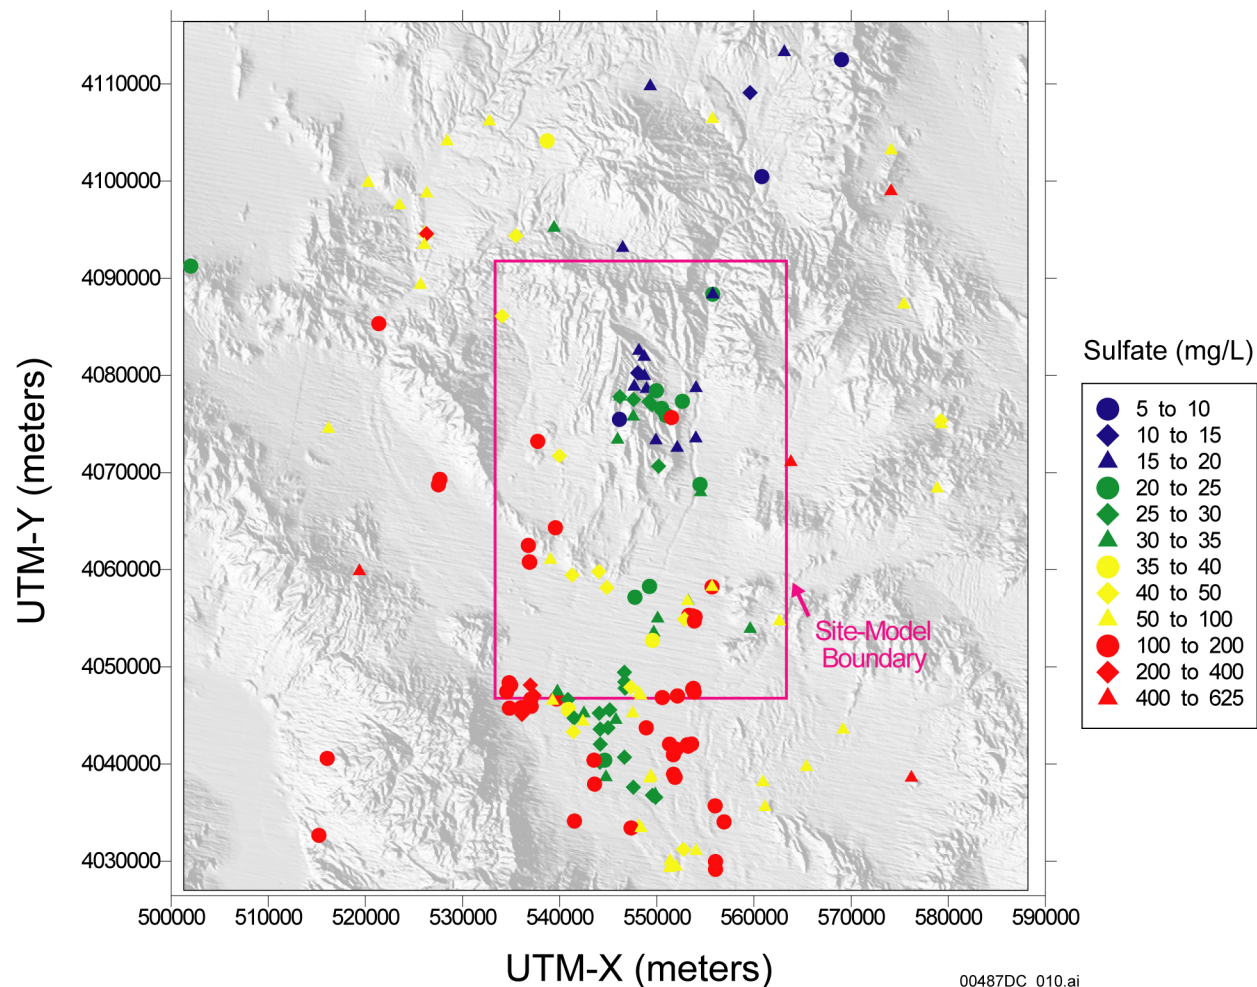 4110000
4100000
4090000
4080000
4070000
4060000
4050000
4040000
4030000
UTM-Y (meters)
500000 510000 520000 530000 540000 550000 560000 570000 580000 590000
UTM-X (meters)
Site-Model
Boundary
Sulfate (mg/L)
5 to 10
10 to 15
15 to 20
20 to 25
25 to 30
30 to 35
35 to 40
40 to 50
50 to 100
100 to 200
200 to 400
400 to 625
00487DC_010.ai